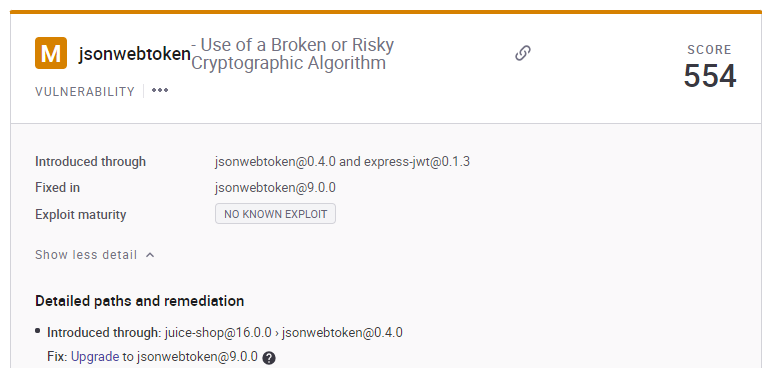 M jsonwebtoken - Use of a Broken or Risky
Cryptographic Algorithm
SCORE
554
VULNERABILITY
Introduced through jsonwebtoken@0.4.0 and express-jwt@0.1.3
Fixed in jsonwebtoken@9.0.0
Exploit maturity NO KNOWN EXPLOIT
Show less detail
Detailed paths and remediation
Introduced through: juice-shop@16.0.0 › jsonwebtoken@0.4.0
Fix: Upgrade to jsonwebtoken@9.0.0 ?